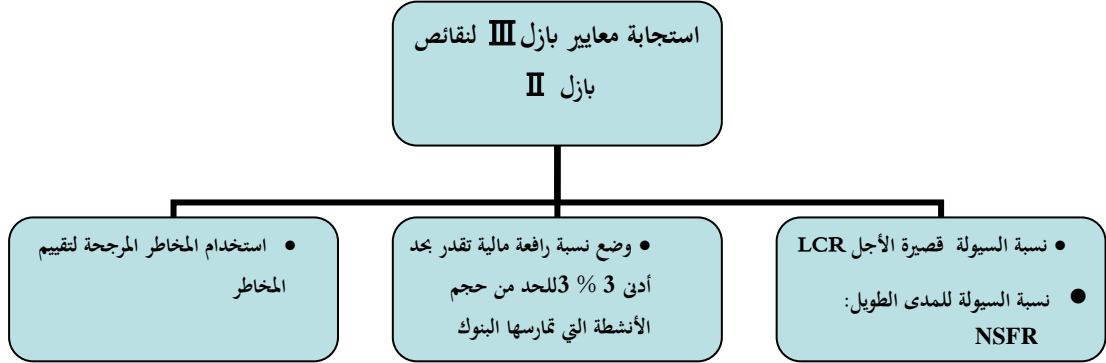 استجابة معايير بازل III لنقائص
بازل II
• نسبة السيولة قصيرة الأجل LCR
• نسبة السيولة للمدى الطويل:
NSFR
• وضع نسبة رافعة مالية تقدر بحد
أدنى 3 % 3للحد من حجم
الأنشطة التي تمارسها البنوك
• استخدام المخاطر المرجحة لتقييم
المخاطر